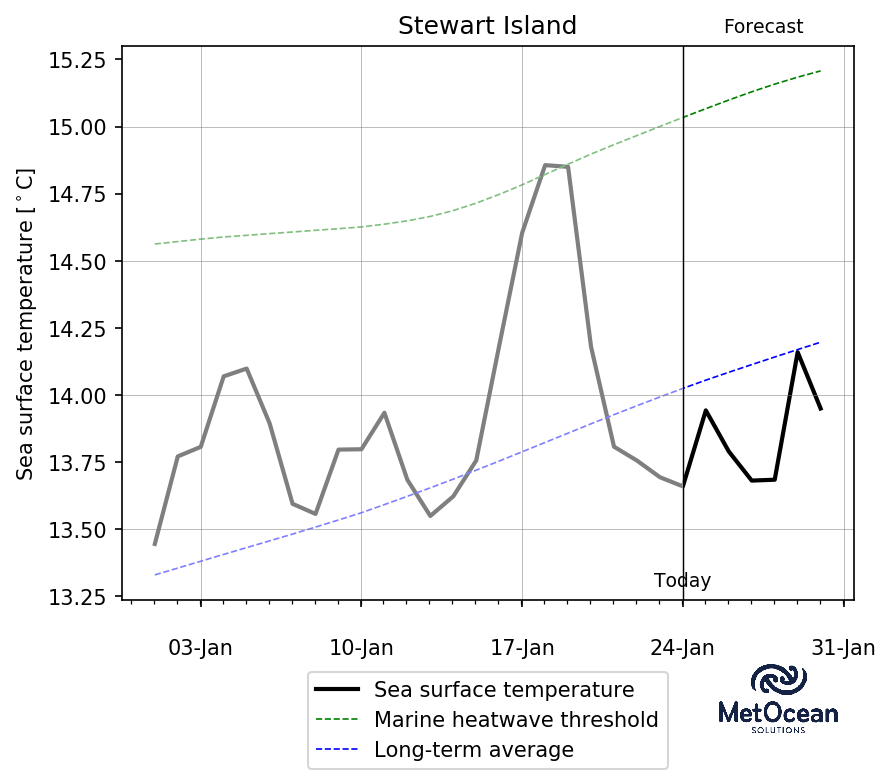 Stewart Island
Forecast
15.25
15.00
14.75
14.50
14.25
14.00
13.75
13.50
13.25
Sea surface temperature [ °C]
Today
03-Jan
10-Jan
17-Jan
24-Jan
31-Jan
Sea surface temperature
Marine heatwave threshold
Long-term average
MetOcean
SOLUTIONS